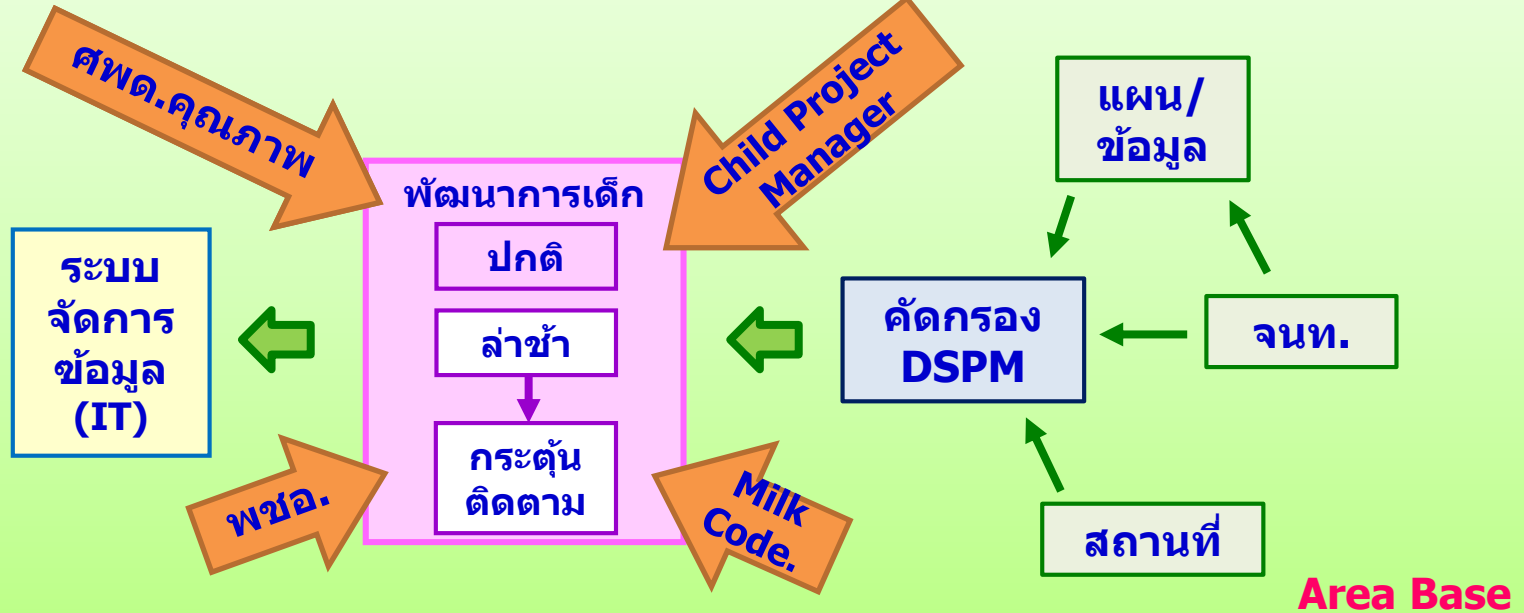 ศพด.คุณภาพ
Child Project
Manager
แผน/
ข้อมูล
พัฒนาการเด็ก
ปกติ
ล่าช้า
กระตุ้น
ติดตาม
ระบบ
จัดการ
ข้อมูล
(IT)
คัดกรอง
DSPM
จนท.
พชอ.
Milk
Code.
สถานที่
Area Base